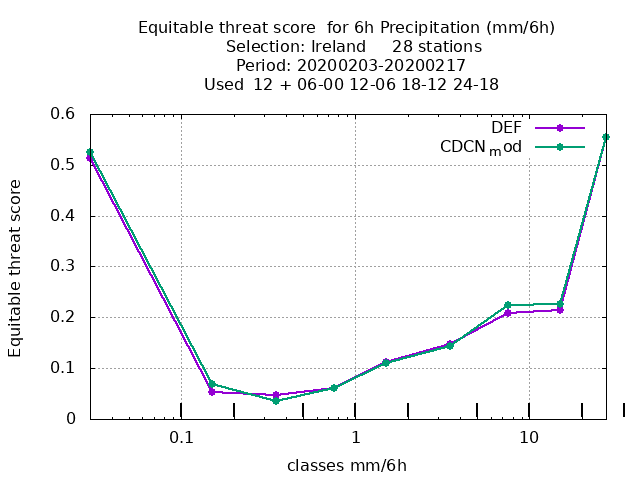 Equitable threat score  for 6h Precipitation (mm/6h)
Selection: Ireland     28 stations
Period: 20200203-20200217
Used  12 + 06-00 12-06 18-12 24-18
DEF
CDCNmod
0.6
0.5
0.4
0.3
0.2
0.1
0
Equitable threat score
0.1 1 10
classes mm/6h